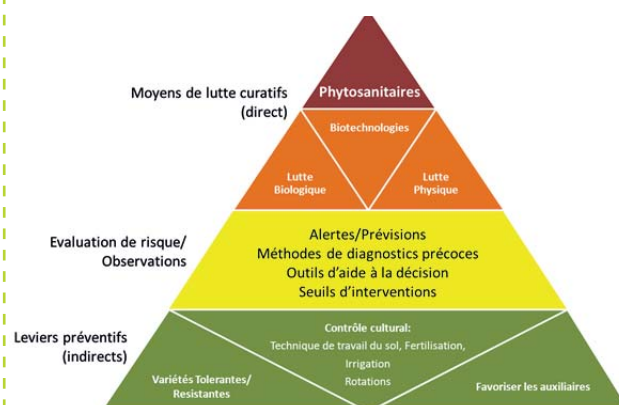 Moyens de lutte curatifs
(direct)
Phytosanitaires
Biotechnologies
Lutte
Biologique
Lutte
Physique
Evaluation de risque/
Observations
Alertes/Prévisions
Méthodes de diagnostics précoces
Outils d’aide à la décision
Seuils d’interventions
Leviers préventifs
(indirects)
Contrôle cultural:
Technique de travail du sol, Fertilisation,
Irrigation
Rotations
Variétés Tolerantes/
Resistantes
Favoriser les auxiliaires